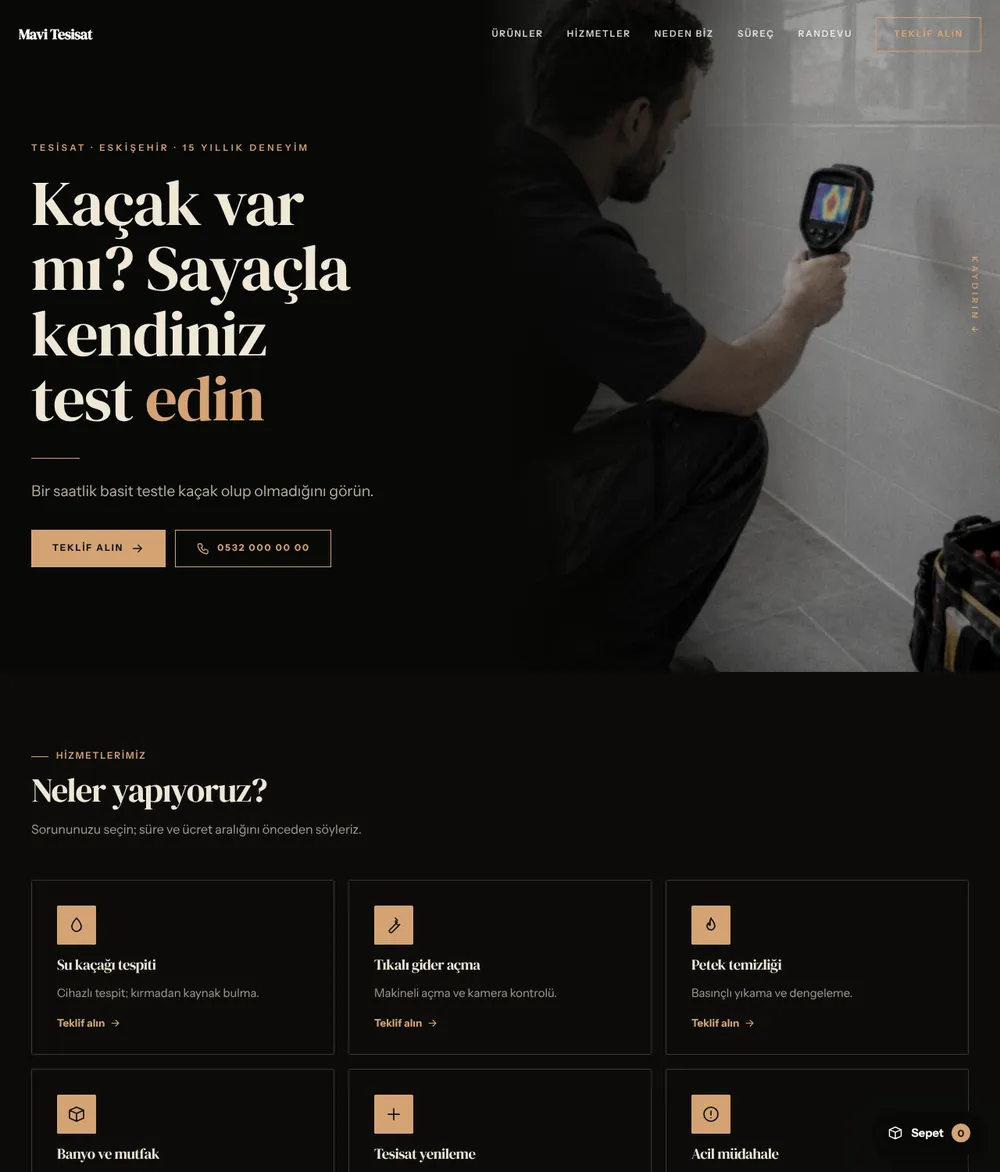 Mavi Tesisat
ÜRÜNLER
HİZMETLER
NEDEN BİZ
SÜREÇ
RANDEVU
TEKLİF ALIN
TESİSAT · ESKİŞEHİR · 15 YILLIK DENEYİM
Kaçak var
mı? Sayaçla
kendiniz
test edin
KAYDIRIN ↓
Bir saatlik basit testle kaçak olup olmadığını görün.
TEKLİF ALIN →
0532 000 00 00
HİZMETLERİMİZ
Neler yapıyoruz?
Sorununuzu seçin; süre ve ücret aralığını önceden söyleriz.
Su kaçağı tespiti
Cihazlı tespit; kırmadan kaynak bulma.
Teklif alın →
Tıkalı gider açma
Makineli açma ve kamera kontrolü.
Teklif alın →
Petek temizliği
Basınçlı yıkama ve dengeleme.
Teklif alın →
Banyo ve mutfak
Tesisat yenileme
Acil müdahale
Sepet 0